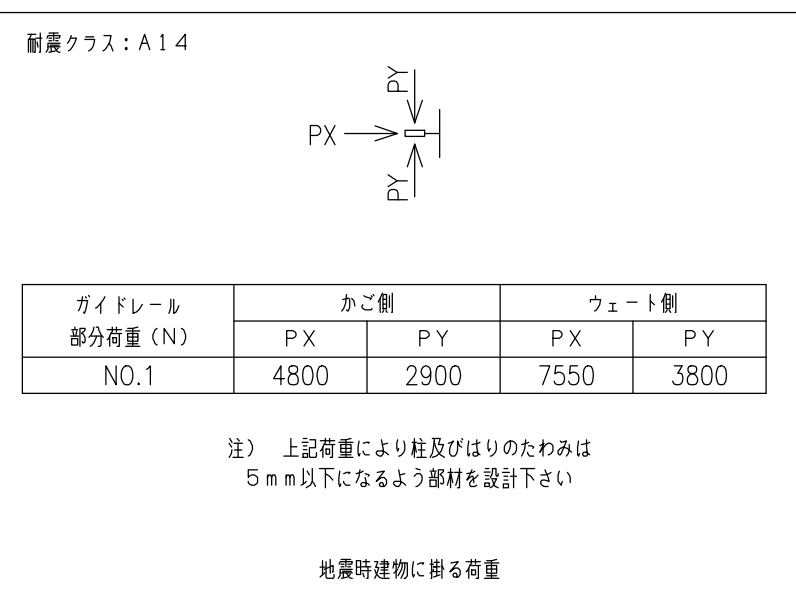 耐震クラス：A14
PY
PX
PY
ガイドレール
部分荷重(N)
かご側
ウェート側
PX PY PX PY
NO.1 4800 2900 7550 3800
注） 上記荷重により柱及びはりのたわみは
5mm以下になるよう部材を設計下さい
地震時建物に掛る荷重